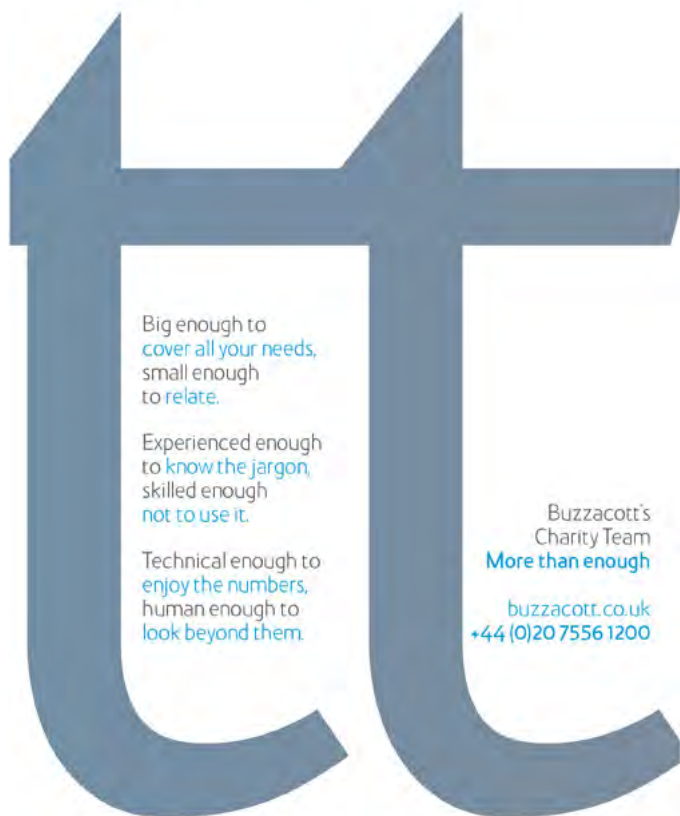 tt
Big enough to
cover all your needs,
small enough
to relate.
Experienced enough
to know the jargon,
skilled enough
not to use it.
Technical enough to
enjoy the numbers,
human enough to
look beyond them.
Buzzacott's
Charity Team
More than enough
buzzacott.co.uk
+44 (0)20 7556 1200